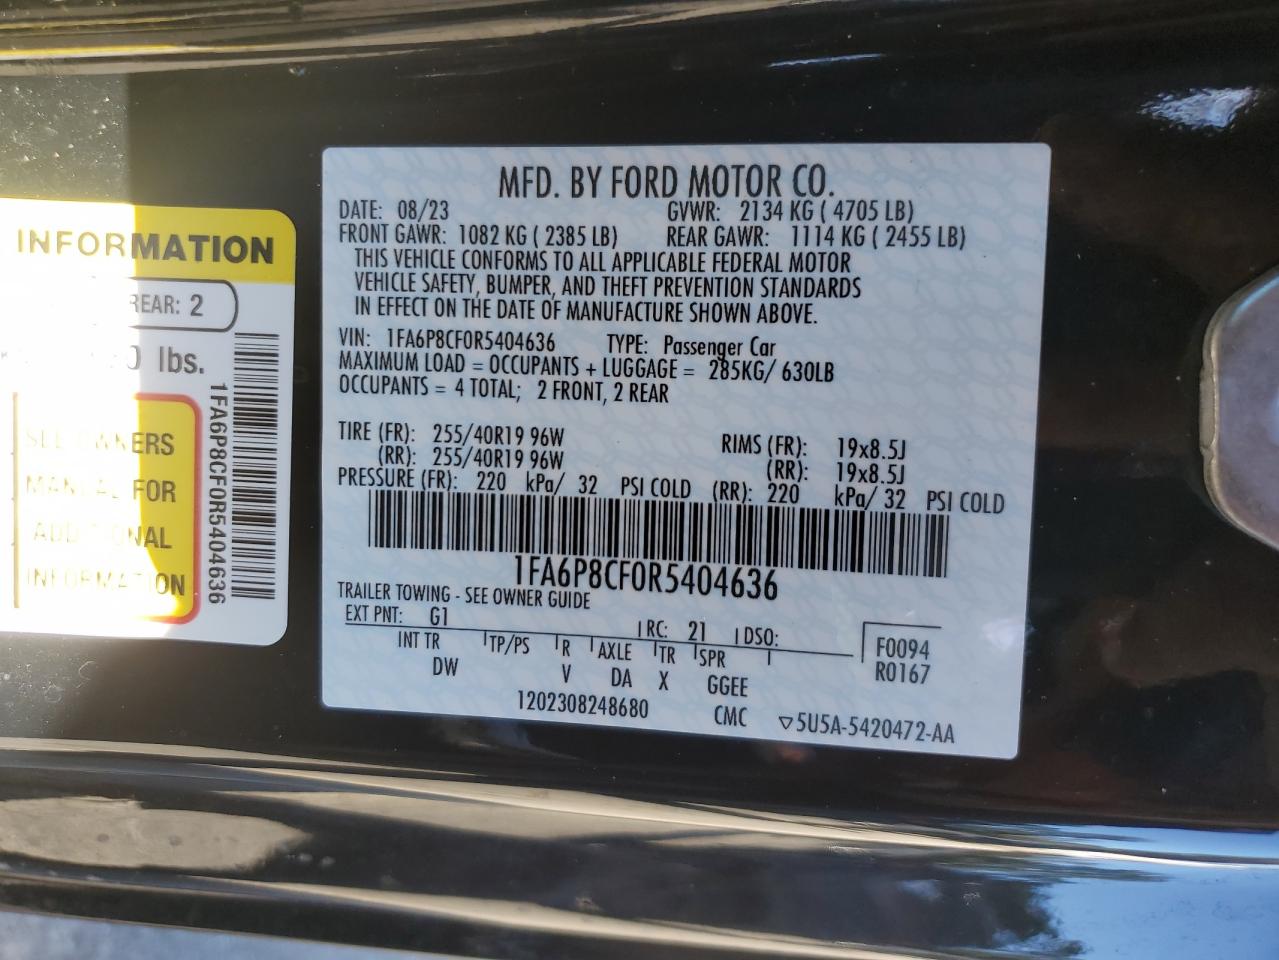 MFD. BY FORD MOTOR CO.
DATE: 08/23 GVWR: 2134 KG ( 4705 LB)
FRONT GAWR: 1082 KG ( 2385 LB) REAR GAWR: 1114 KG ( 2455 LB)
THIS VEHICLE CONFORMS TO ALL APPLICABLE FEDERAL MOTOR
VEHICLE SAFETY, BUMPER, AND THEFT PREVENTION STANDARDS
IN EFFECT ON THE DATE OF MANUFACTURE SHOWN ABOVE.
VIN: 1FA6P8CF0R5404636 TYPE: Passenger Car
MAXIMUM LOAD = OCCUPANTS + LUGGAGE = 285KG/ 630LB
OCCUPANTS = 4 TOTAL; 2 FRONT, 2 REAR
TIRE (FR): 255/40R19 96W RIMS (FR): 19x8.5J
(RR): 255/40R19 96W (RR): 19x8.5J
PRESSURE (FR): 220 kPa/ 32 PSI COLD (RR): 220 kPa/ 32 PSI COLD
1FA6P8CF0R5404636
TRAILER TOWING - SEE OWNER GUIDE
EXT PNT: G1 RC: 21 DSO:
F0094
R0167
INT TR TP/PS R AXLE TR SPR
DW V DA X GGEE
1202308248680 CMC ▽5U5A-5420472-AA
INFORMATION
REAR: 2
lbs.
SEE OWNERS
MANUAL FOR
ADDITIONAL
INFORMATION
1FA6P8CF0R5404636